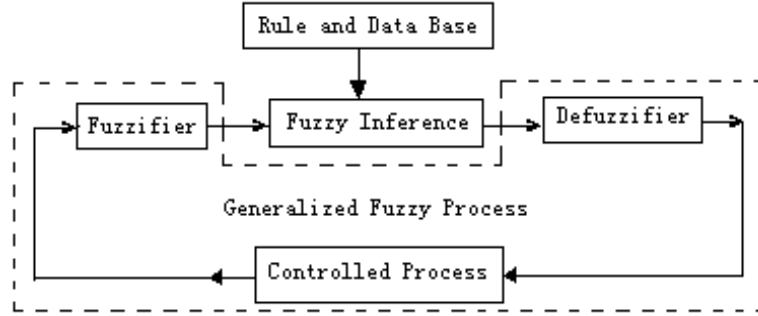 Rule and Data Base
Fuzzifier
Fuzzy Inference
Defuzzifier
Generalized Fuzzy Process
Controlled Process